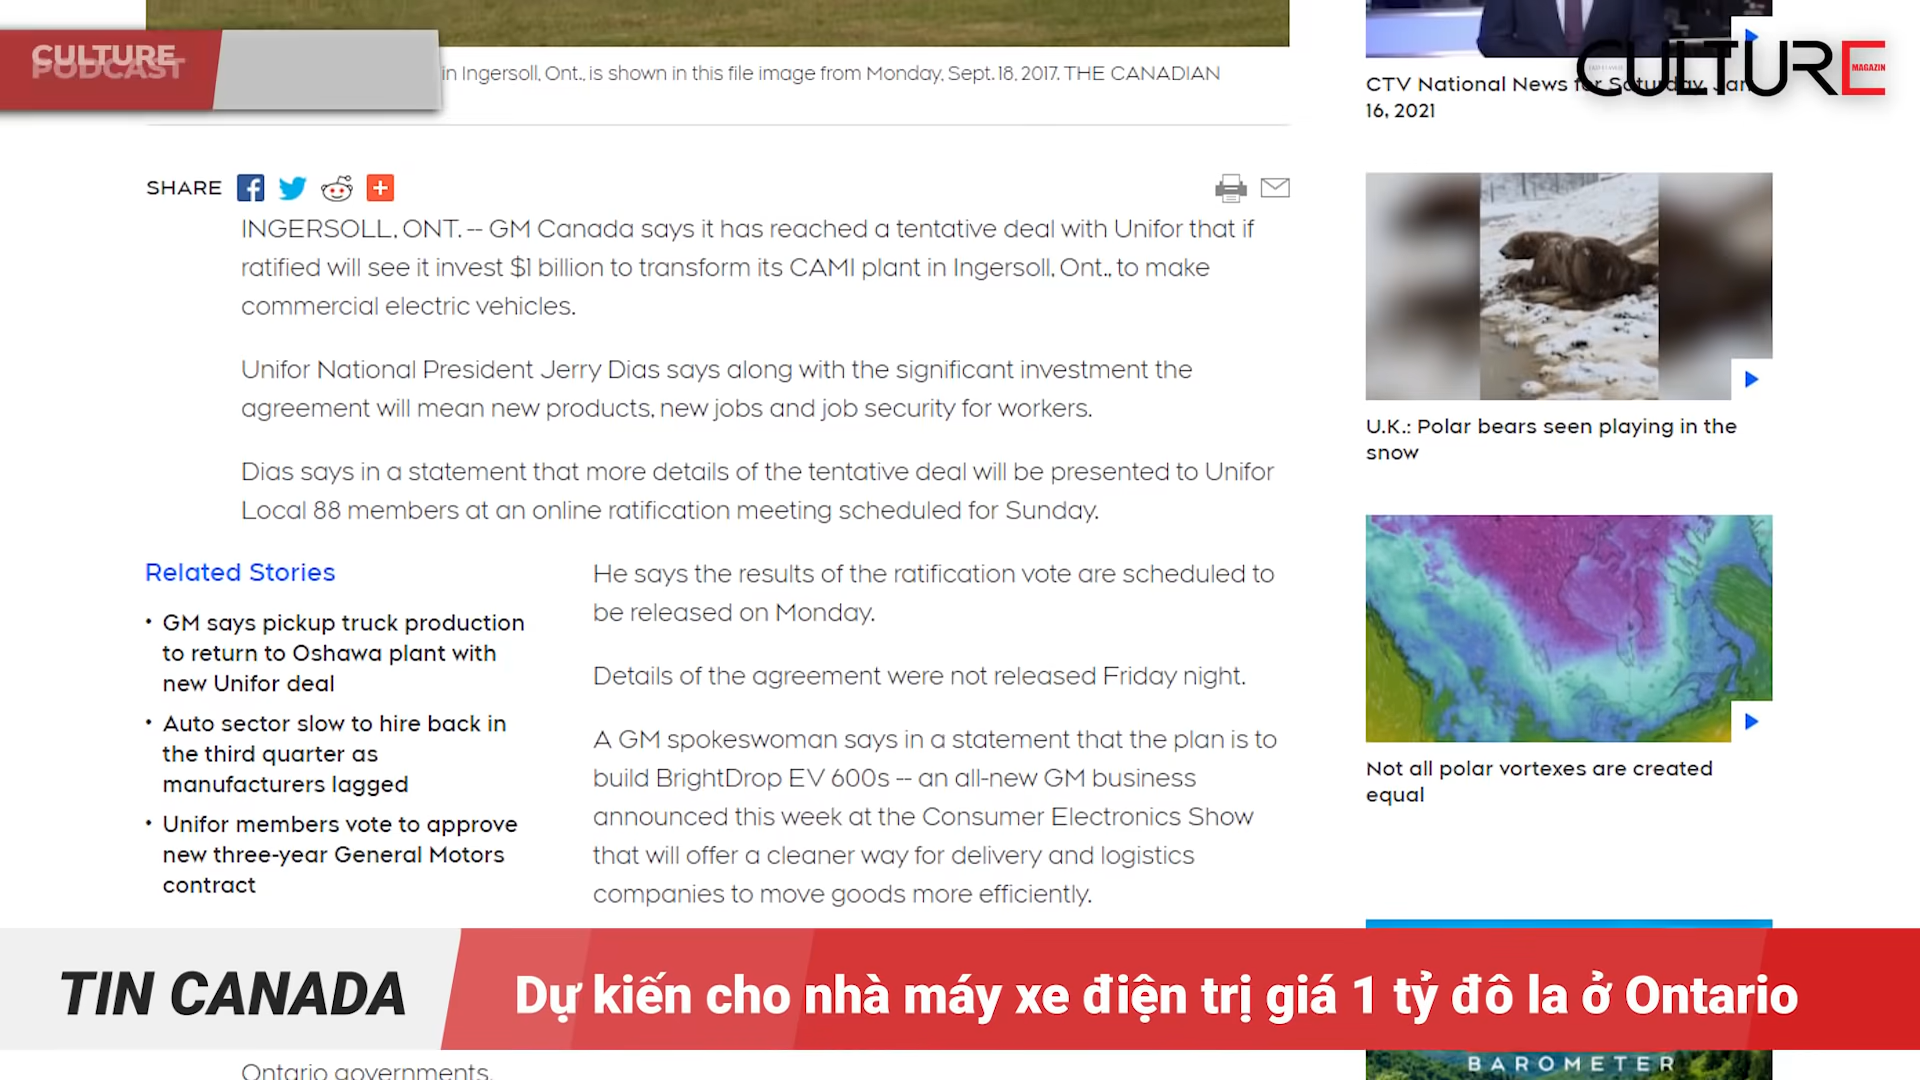 CULTURE
PODCAST
in Ingersoll, Ont., is shown in this file image from Monday, Sept. 18, 2017. THE CANADIAN
SHARE
INGERSOLL, ONT. -- GM Canada says it has reached a tentative deal with Unifor that if
ratified will see it invest $1 billion to transform its CAMI plant in Ingersoll, Ont., to make
commercial electric vehicles.
Unifor National President Jerry Dias says along with the significant investment the
agreement will mean new products, new jobs and job security for workers.
Dias says in a statement that more details of the tentative deal will be presented to Unifor
Local 88 members at an online ratification meeting scheduled for Sunday.
Related Stories
• GM says pickup truck production
to return to Oshawa plant with
new Unifor deal
• Auto sector slow to hire back in
the third quarter as
manufacturers lagged
• Unifor members vote to approve
new three-year General Motors
contract
He says the results of the ratification vote are scheduled to
be released on Monday.
Details of the agreement were not released Friday night.
A GM spokeswoman says in a statement that the plan is to
build BrightDrop EV 600s -- an all-new GM business
announced this week at the Consumer Electronics Show
that will offer a cleaner way for delivery and logistics
companies to move goods more efficiently.
Ontario governments.
CULTURE
MAGAZIN
CTV National News for Saturday, Jan.
16, 2021
U.K.: Polar bears seen playing in the
snow
Not all polar vortexes are created
equal
BAROMETER
TIN CANADA
Dự kiến cho nhà máy xe điện trị giá 1 tỷ đô la ở Ontario